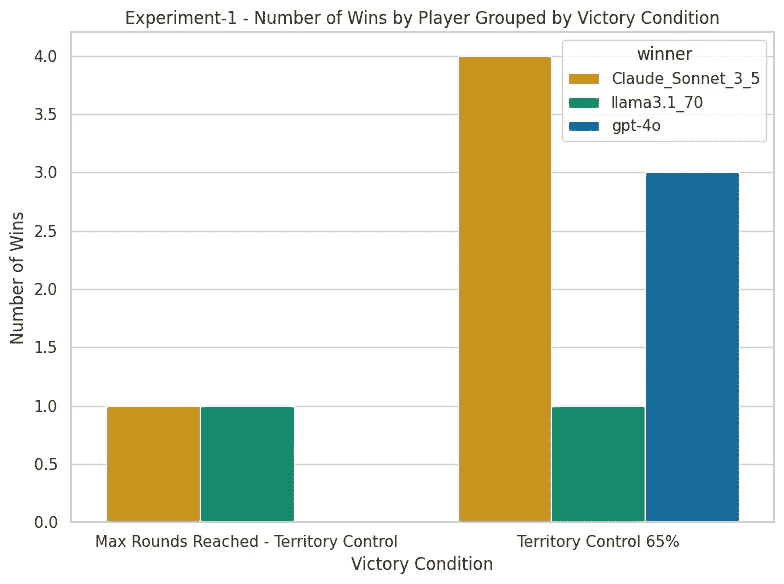 Experiment-1 - Number of Wins by Player Grouped by Victory Condition
winner
Claude_Sonnet_3_5
llama3.1_70
gpt-4o
Number of Wins
4.0
3.5
3.0
2.5
2.0
1.5
1.0
0.5
0.0
Max Rounds Reached - Territory Control
Territory Control 65%
Victory Condition